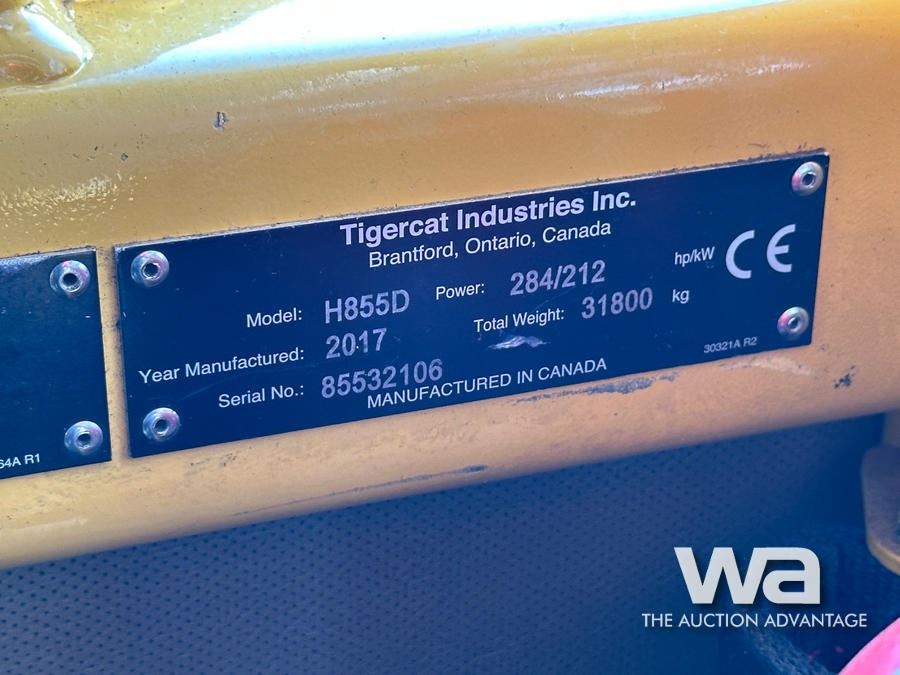 Tigercat Industries Inc.
Brantford, Ontario, Canada
Model: H855D Power: 284/212 hp/kW CE
Year Manufactured: 2017 Total Weight: 31800 kg
Serial No.: 85532106
MANUFACTURED IN CANADA
30321A R2
64A R1
wa
THE AUCTION ADVANTAGE